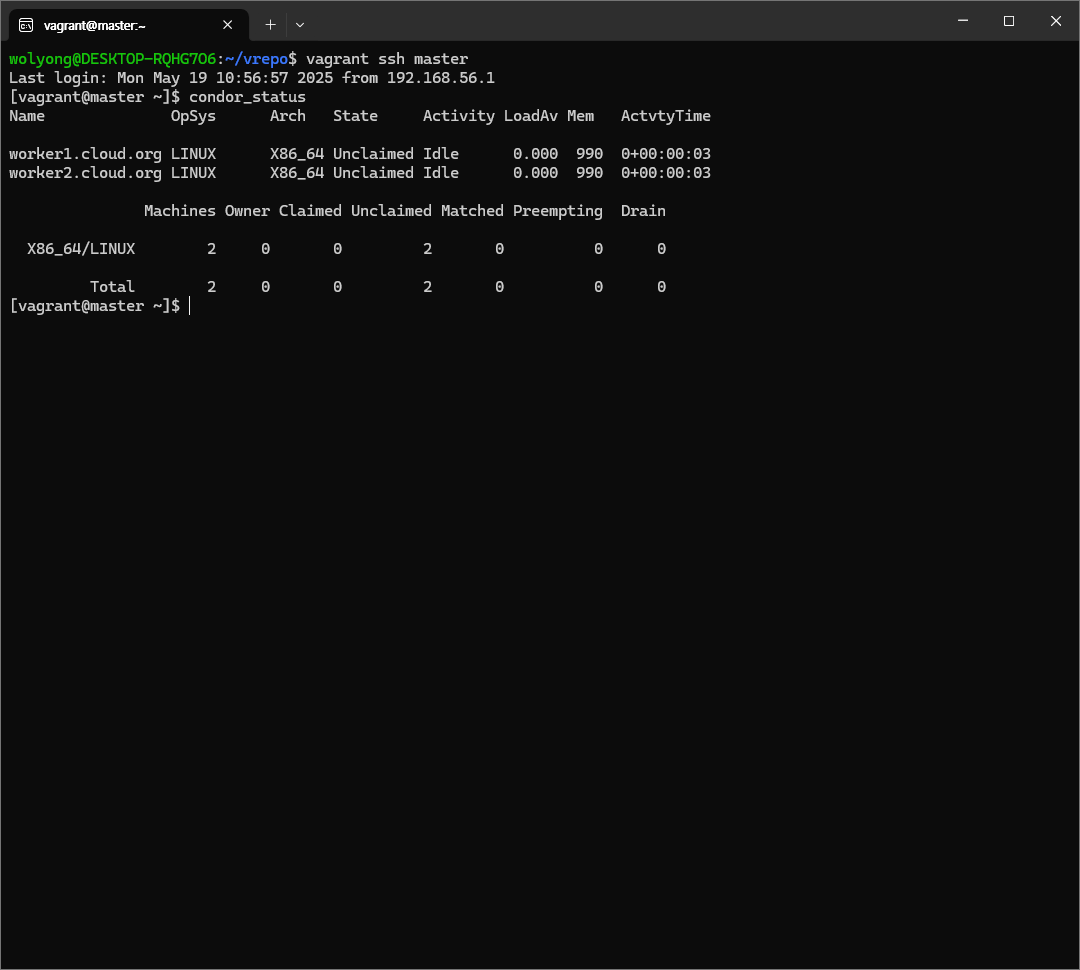 vagrant@master:~
wolyong@DESKTOP-RQHG7O6:~/vrepo$ vagrant ssh master
Last login: Mon May 19 10:56:57 2025 from 192.168.56.1
[vagrant@master ~]$ condor_status
Name              OpSys      Arch   State     Activity LoadAv Mem   ActvtyTime
worker1.cloud.org LINUX      X86_64 Unclaimed Idle      0.000  990  0+00:00:03
worker2.cloud.org LINUX      X86_64 Unclaimed Idle      0.000  990  0+00:00:03
               Machines Owner Claimed Unclaimed Matched Preempting  Drain
  X86_64/LINUX        2     0       0         2       0          0      0
         Total        2     0       0         2       0          0      0
[vagrant@master ~]$